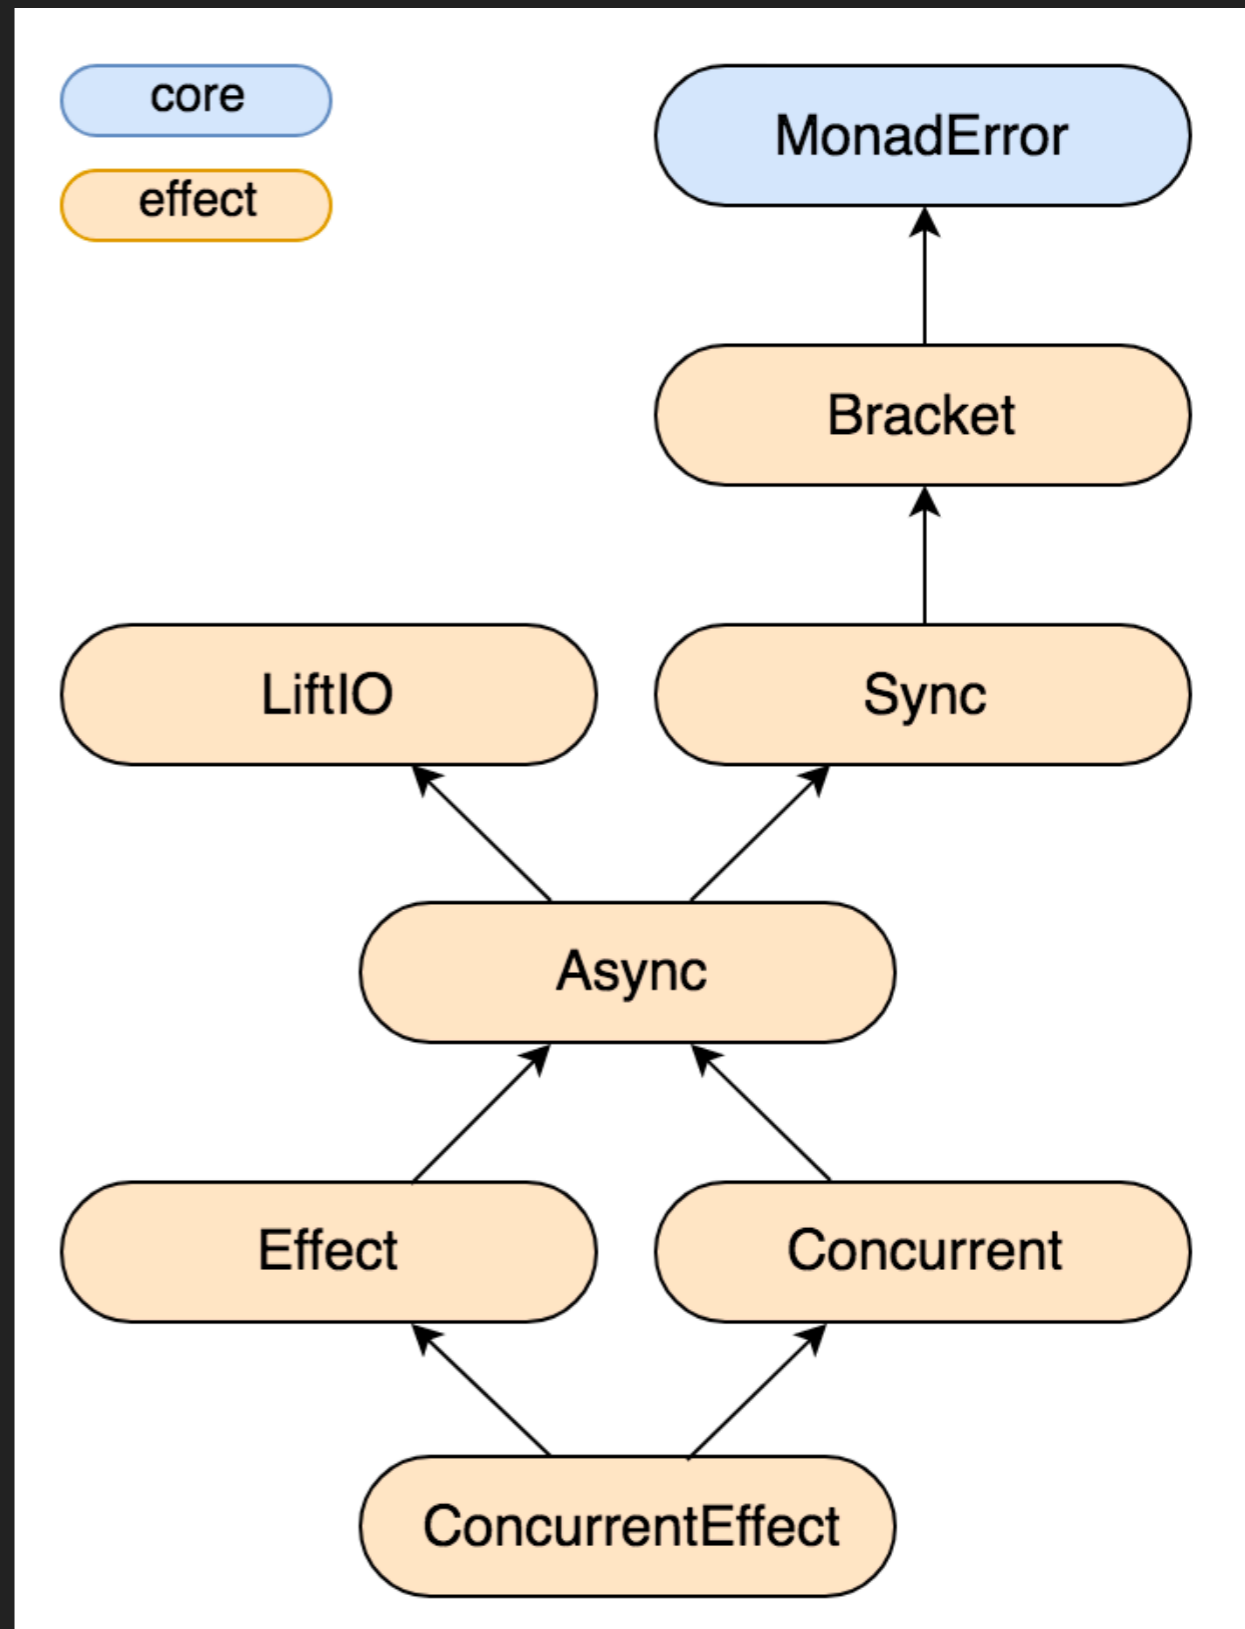 core
MonadError
effect
Bracket
LiftIO
Sync
Async
Effect
Concurrent
ConcurrentEffect